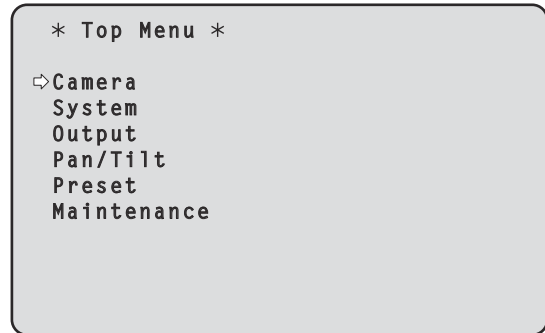 * Top Menu *
⇨Camera
System
Output
Pan/Tilt
Preset
Maintenance